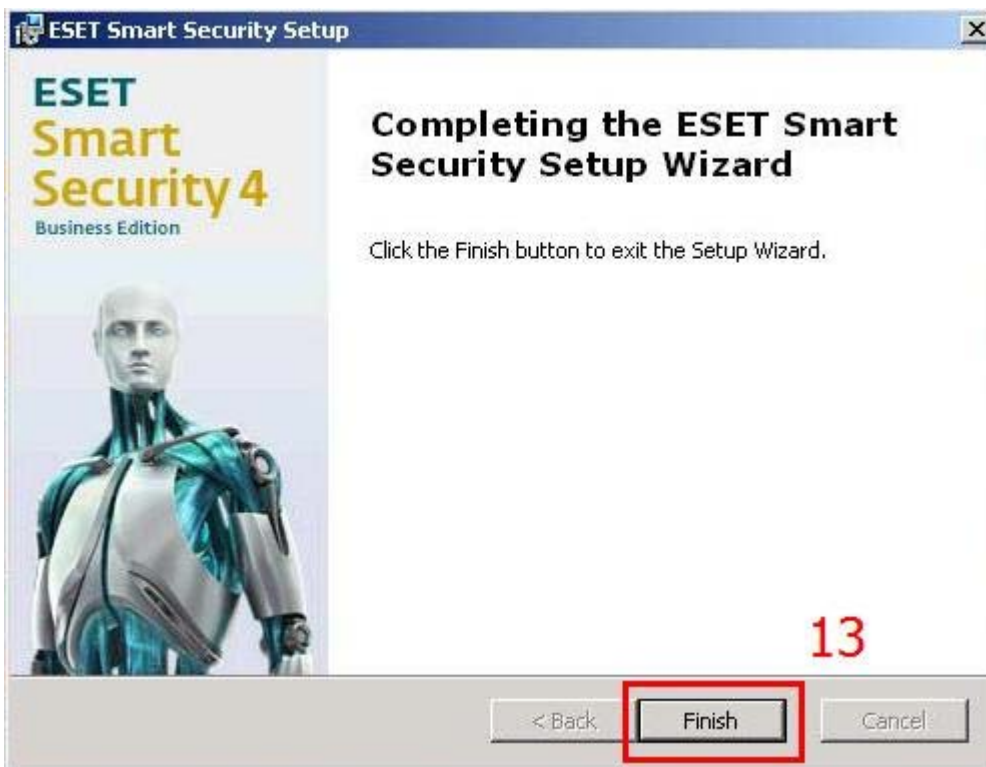 ESET Smart Security Setup
ESET
Smart
Security 4
Business Edition
Completing the ESET Smart
Security Setup Wizard
Click the Finish button to exit the Setup Wizard.
13
< Back
Finish
Cancel